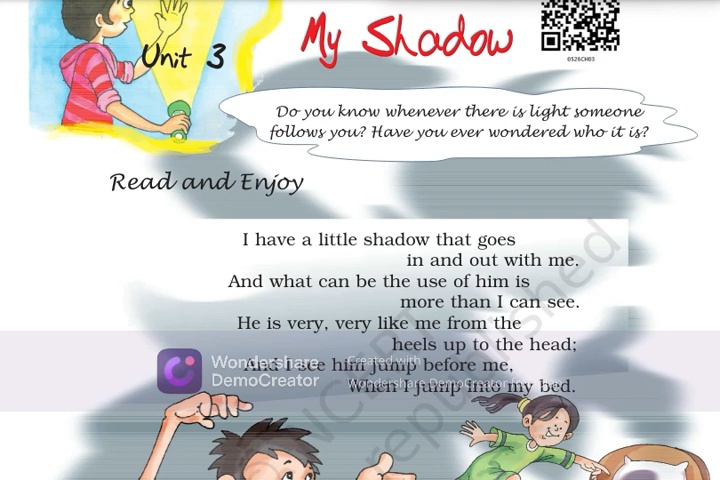 My Shadow
Unit 3
0526CH03
Do you know whenever there is light someone
follows you? Have you ever wondered who it is?
Read and Enjoy
I have a little shadow that goes
in and out with me.
And what can be the use of him is
more than I can see.
He is very, very like me from the
heels up to the head;
And I see him jump before me,
When I jump into my bed.
Wondershare
DemoCreator
Created with
Wondershare DemoCreator
NCERT
republished